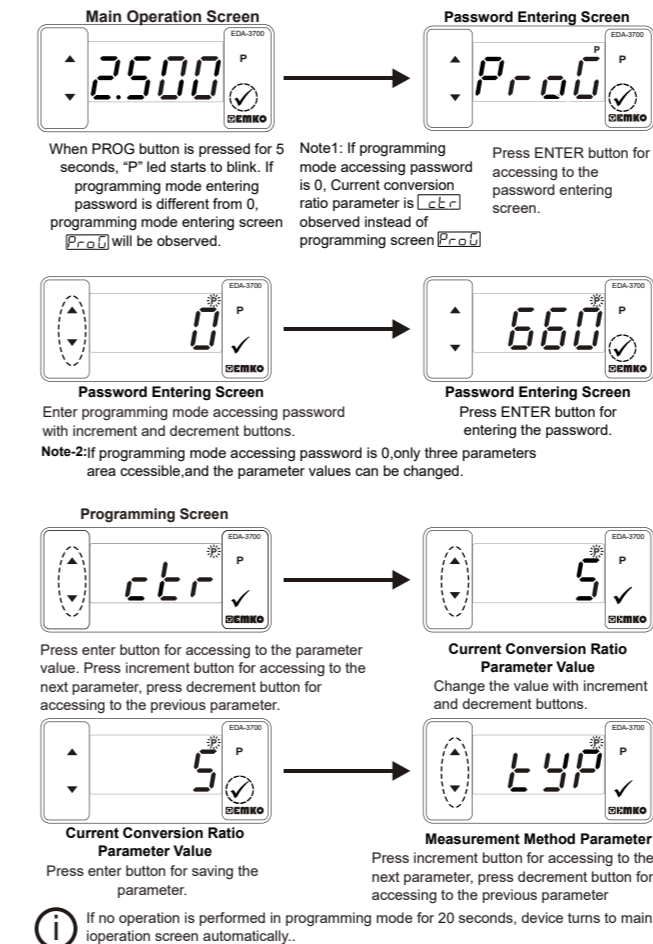 Main Operation Screen
EDA-3700
2.500
P
EMKO
When PROG button is pressed for 5
seconds, “P” led starts to blink. If
programming mode entering
password is different from 0,
programming mode entering screen
ProG will be observed.
Note1: If programming
mode accessing password
is 0, Current conversion
ratio parameter is ctr
observed instead of
programming screen ProG
Password Entering Screen
EDA-3700
P
ProG
P
EMKO
Press ENTER button for
accessing to the
password entering
screen.
EDA-3700
P
0
P
EMKO
Password Entering Screen
Enter programming mode accessing password
with increment and decrement buttons.
EDA-3700
P
660
P
EMKO
Password Entering Screen
Press ENTER button for
entering the password.
Note-2:If programming mode accessing password is 0,only three parameters
area ccessible,and the parameter values can be changed.
Programming Screen
EDA-3700
P
ctr
P
EMKO
Press enter button for accessing to the parameter
value. Press increment button for accessing to the
next parameter, press decrement button for
accessing to the previous parameter.
EDA-3700
P
5
P
EMKO
Current Conversion Ratio
Parameter Value
Change the value with increment
and decrement buttons.
EDA-3700
P
5
P
EMKO
Current Conversion Ratio
Parameter Value
Press enter button for saving the
parameter.
EDA-3700
P
tYP
P
EMKO
Measurement Method Parameter
Press increment button for accessing to the
next parameter, press decrement button for
accessing to the previous parameter
i
If no operation is performed in programming mode for 20 seconds, device turns to main
ioperation screen automatically..